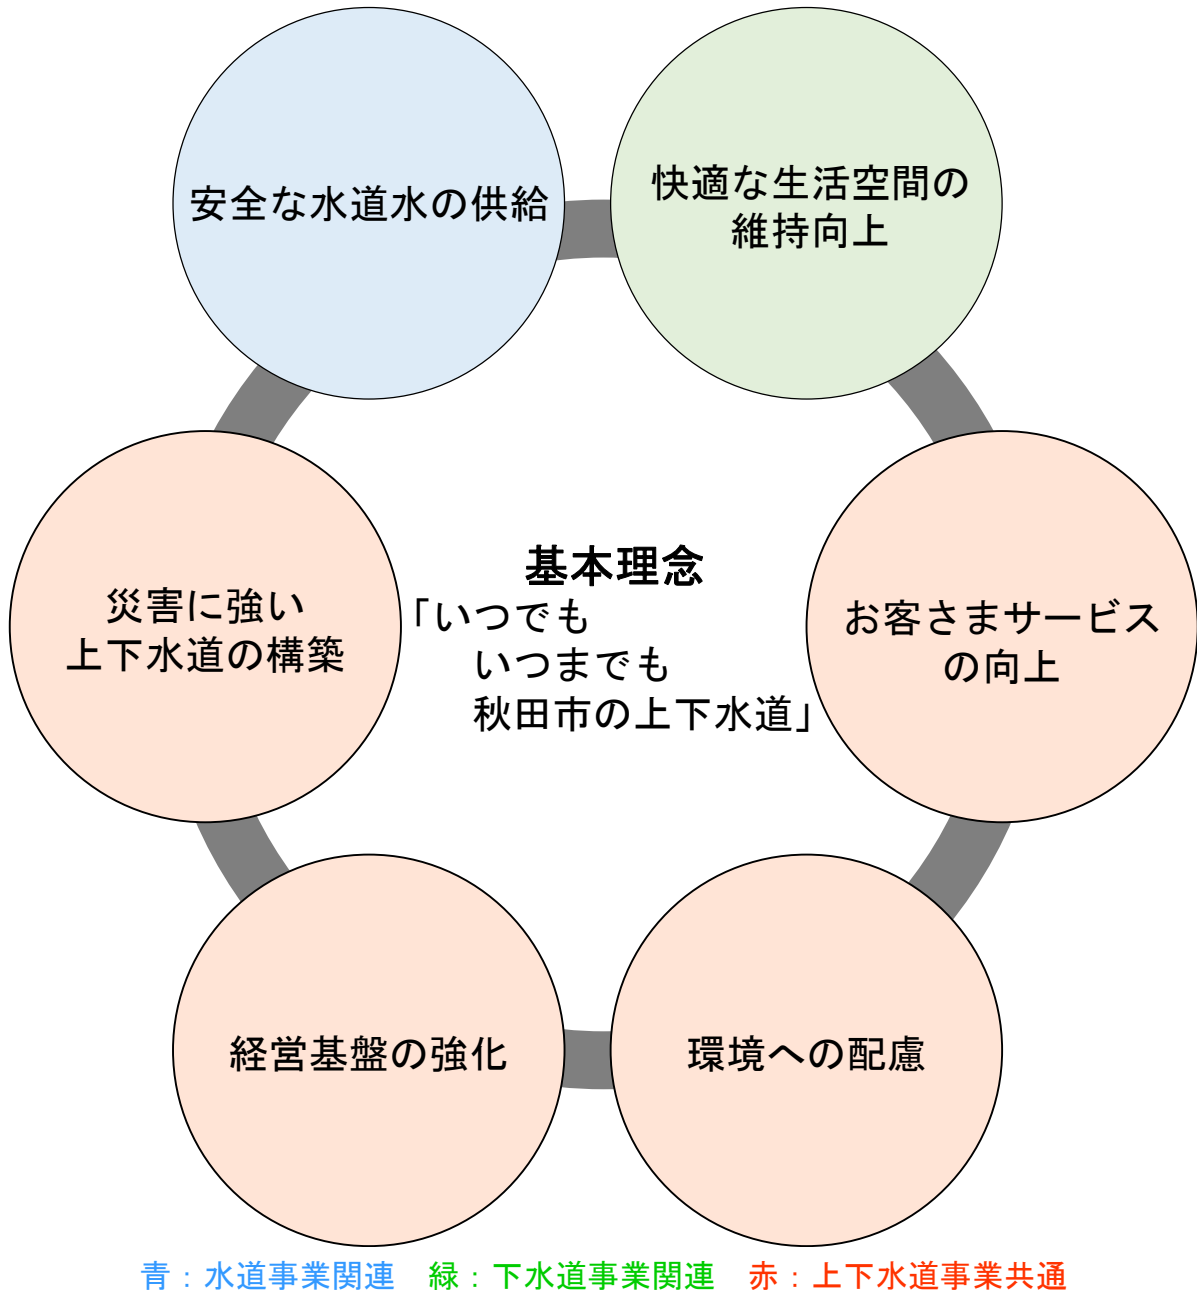 安全な水道水の供給
快適な生活空間の
維持向上
災害に強い
上下水道の構築
基本理念
「いつでも
いつまでも
秋田市の上下水道」
お客さまサービス
の向上
経営基盤の強化
環境への配慮
青：水道事業関連　緑：下水道事業関連　赤：上下水道事業共通